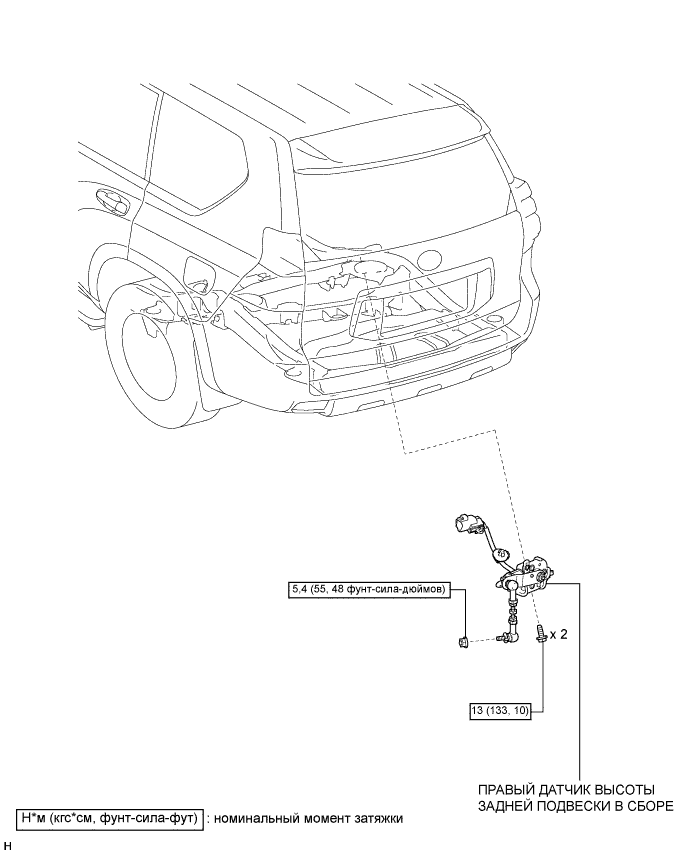 5,4 (55, 48 фунт-сила-дюймов)
x 2
13 (133, 10)
ПРАВЫЙ ДАТЧИК ВЫСОТЫ
ЗАДНЕЙ ПОДВЕСКИ В СБОРЕ
Н*м (кгс*см, фунт-сила-фут) : номинальный момент затяжки
H